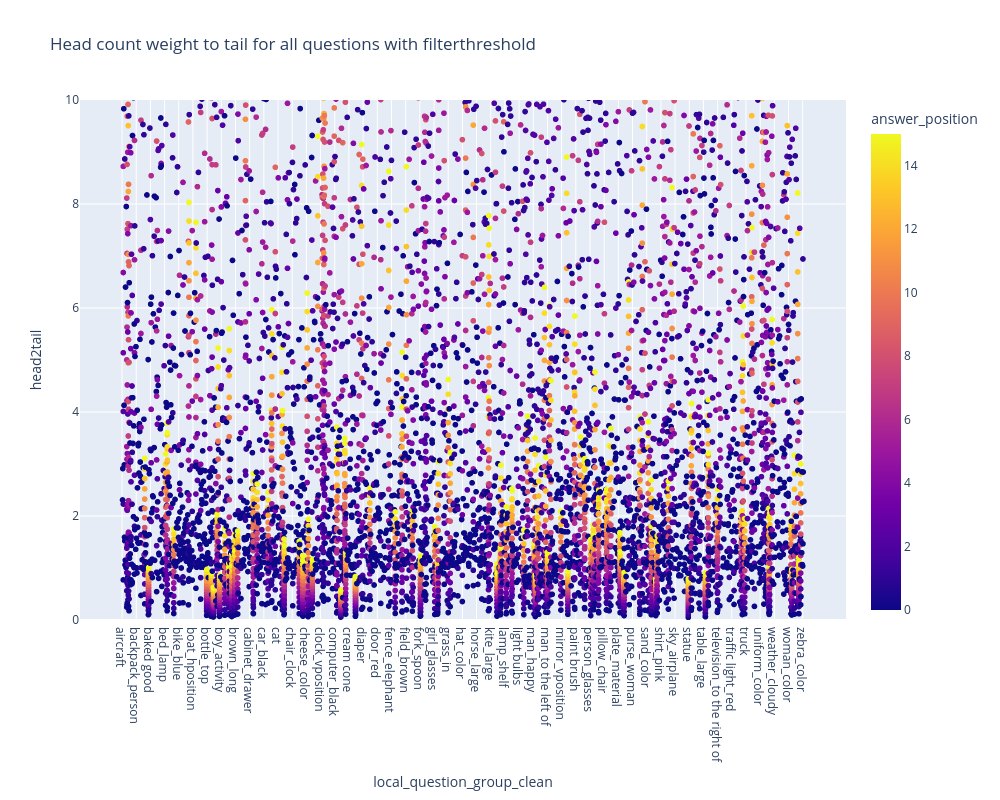 Head count weight to tail for all questions with filterthreshold
answer_position
14
12
10
8
6
4
2
0
10
8
6
4
2
0
head2tail
aircraft
backpack_person
baked good
bed_lamp
bike_blue
boat_hposition
bottle_top
boy_activity
brown_long
cabinet_drawer
car_black
cat
chair_clock
cheese_color
clock_vposition
computer_black
cream cone
diaper
door_red
fence_elephant
field_brown
fork_spoon
girl_glasses
grass_in
hat_color
horse_large
kite_large
lamp_shelf
light bulbs
man_happy
man_to the left of
mirror_vposition
paint brush
person_glasses
pillow_chair
plate_material
purse_woman
sand_color
shirt_pink
sky_airplane
statue
table_large
television_to the right of
traffic light_red
truck
uniform_color
weather_cloudy
woman_color
zebra_color
local_question_group_clean